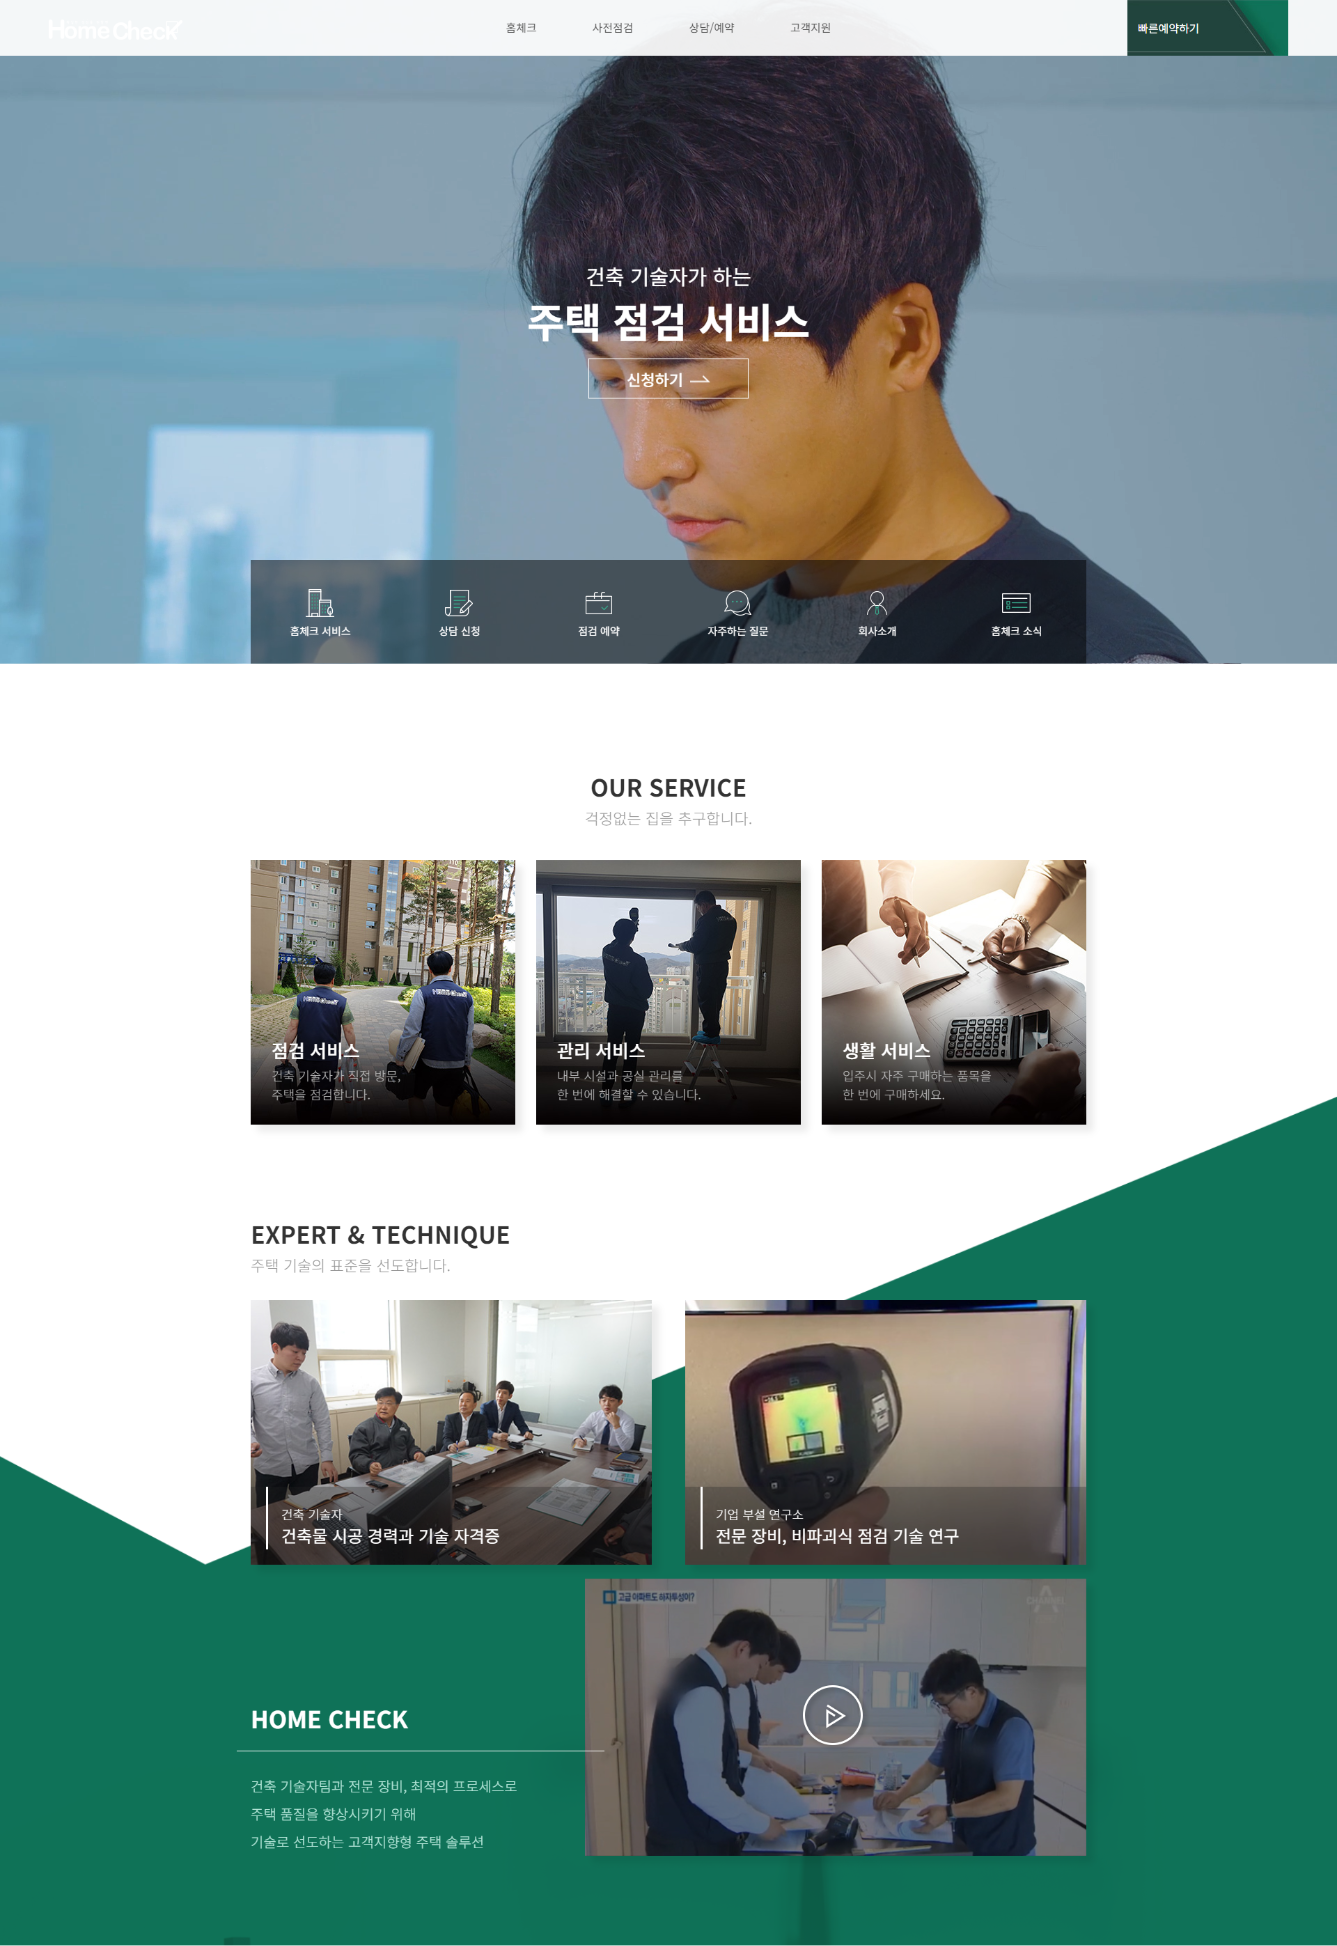 HomeCheck
홈체크
사전점검
상담/예약
고객지원
빠른예약하기
건축 기술자가 하는
주택 점검 서비스
신청하기
홈체크 서비스
상담 신청
점검 예약
자주하는 질문
회사소개
홈체크 소식
OUR SERVICE
걱정없는 집을 추구합니다.
점검 서비스
건축 기술자가 직접 방문,
주택을 점검합니다.
관리 서비스
내부 시설과 공실 관리를
한 번에 해결할 수 있습니다.
생활 서비스
입주시 자주 구매하는 품목을
한 번에 구매하세요.
EXPERT & TECHNIQUE
주택 기술의 표준을 선도합니다.
건축 기술자
건축물 시공 경력과 기술 자격증
기업 부설 연구소
전문 장비, 비파괴식 점검 기술 연구
고급 아파트도 하자투성이?
CHANNEL A
HOME CHECK
건축 기술자팀과 전문 장비, 최적의 프로세스로
주택 품질을 향상시키기 위해
기술로 선도하는 고객지향형 주택 솔루션